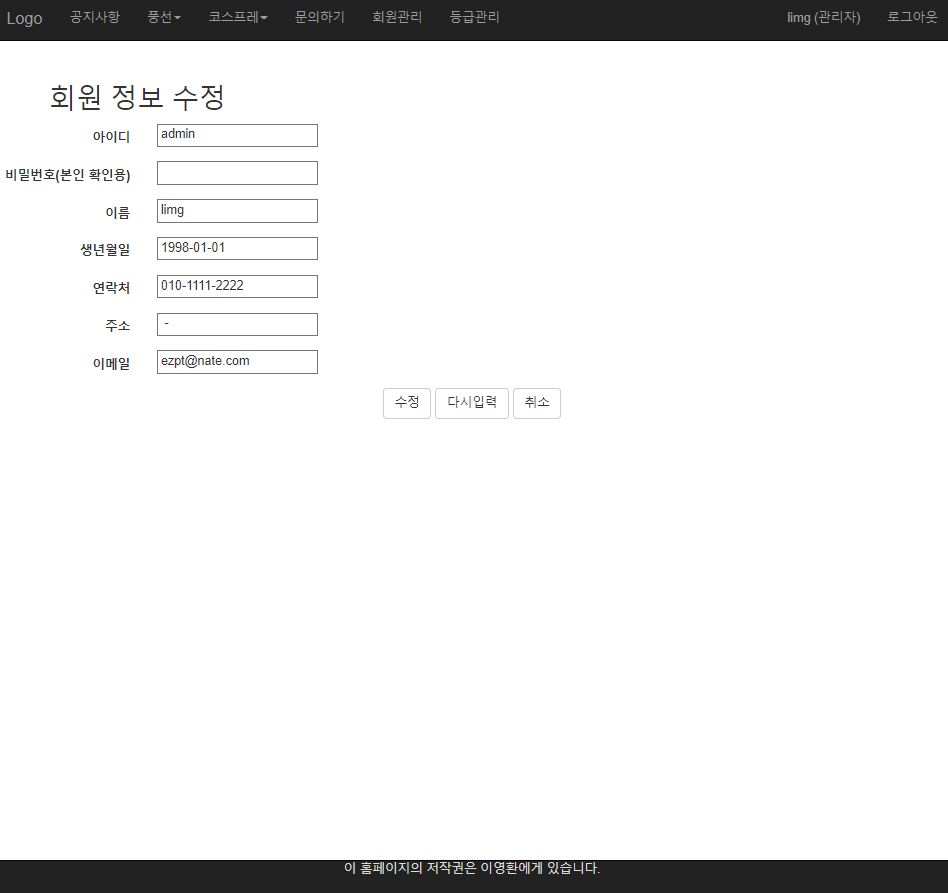 Logo 공지사항 풍선 코스프레 문의하기 회원관리 등급관리 limg (관리자) 로그아웃
회원 정보 수정
아이디 admin
비밀번호(본인 확인용)
이름 limg
생년월일 1998-01-01
연락처 010-1111-2222
주소 -
이메일 ezpt@nate.com
수정 다시입력 취소
이 홈페이지의 저작권은 이영환에게 있습니다.